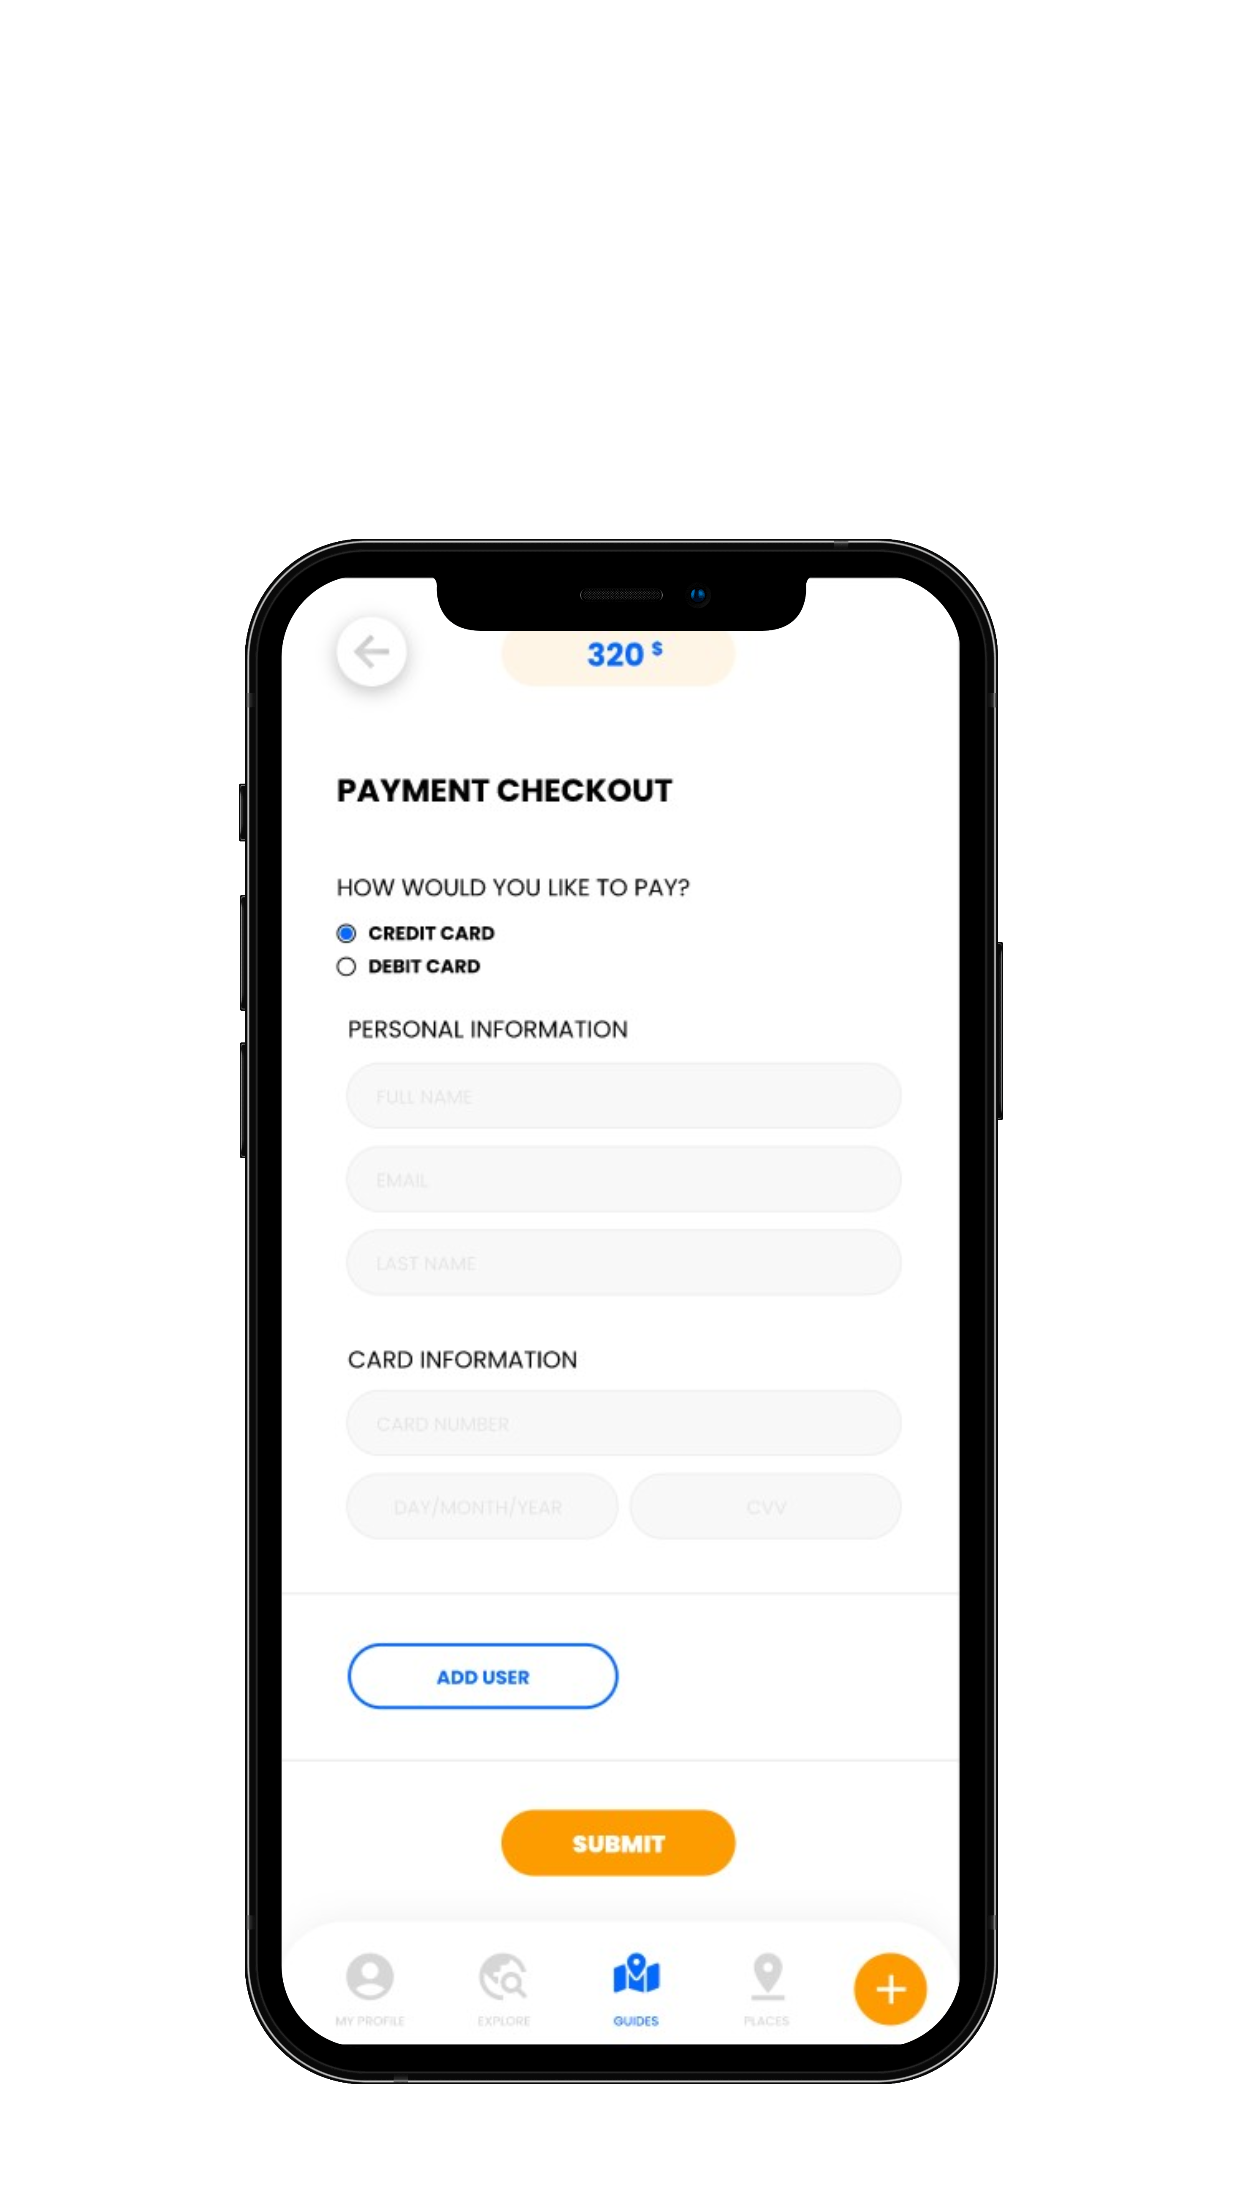 320 $
PAYMENT CHECKOUT
HOW WOULD YOU LIKE TO PAY?
CREDIT CARD
DEBIT CARD
PERSONAL INFORMATION
FULL NAME
EMAIL
LAST NAME
CARD INFORMATION
CARD NUMBER
DAY/MONTH/YEAR CVV
ADD USER
SUBMIT
MY PROFILE EXPLORE GUIDES PLACES